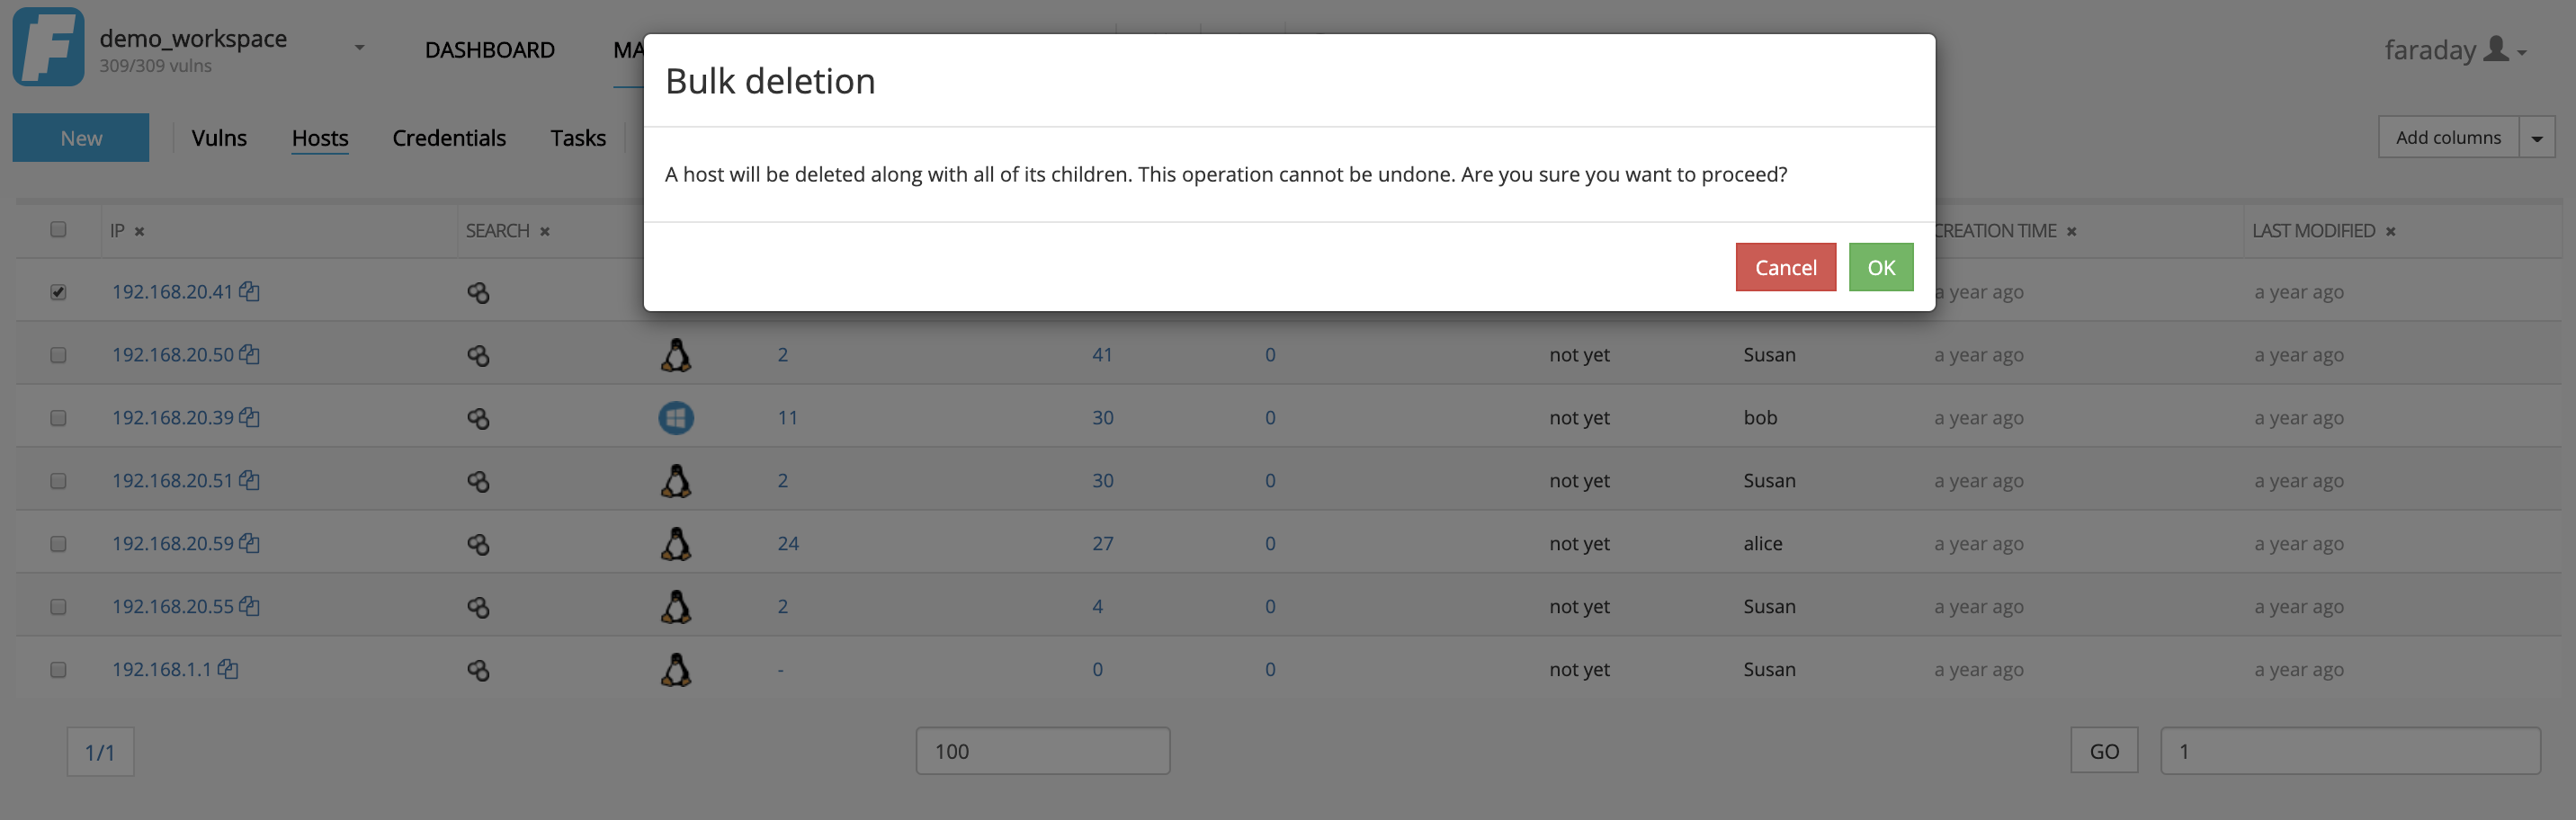 demo_workspace
309/309 vulns
DASHBOARD
MA
faraday
Bulk deletion
A host will be deleted along with all of its children. This operation cannot be undone. Are you sure you want to proceed?
Cancel OK
New Vulns Hosts Credentials Tasks
Add columns
IP SEARCH CREATION TIME LAST MODIFIED
192.168.20.41 a year ago a year ago
192.168.20.50 2 41 0 not yet Susan a year ago a year ago
192.168.20.39 11 30 0 not yet bob a year ago a year ago
192.168.20.51 2 30 0 not yet Susan a year ago a year ago
192.168.20.59 24 27 0 not yet alice a year ago a year ago
192.168.20.55 2 4 0 not yet Susan a year ago a year ago
192.168.1.1 - 0 0 not yet Susan a year ago a year ago
1/1 100 GO 1